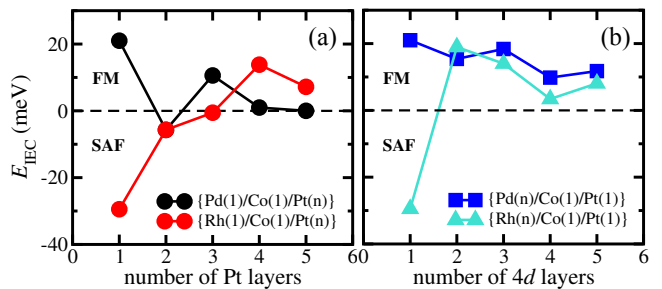 (a)
(b)
20
FM
FM
0
SAF
SAF
-20
-40
E_IEC (meV)
{Pd(1)/Co(1)/Pt(n)}
{Rh(1)/Co(1)/Pt(n)}
{Pd(n)/Co(1)/Pt(1)}
{Rh(n)/Co(1)/Pt(1)}
0 1 2 3 4 5 6
0 1 2 3 4 5 6
number of Pt layers
number of 4d layers